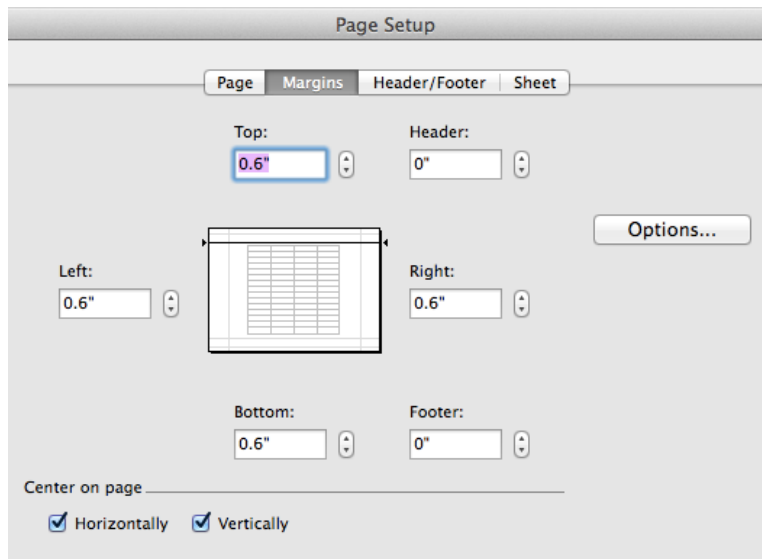 Page Setup
Page Margins Header/Footer Sheet
Top: Header:
0.6" 0"
Options...
Left: Right:
0.6" 0.6"
Bottom: Footer:
0.6" 0"
Center on page
Horizontally Vertically